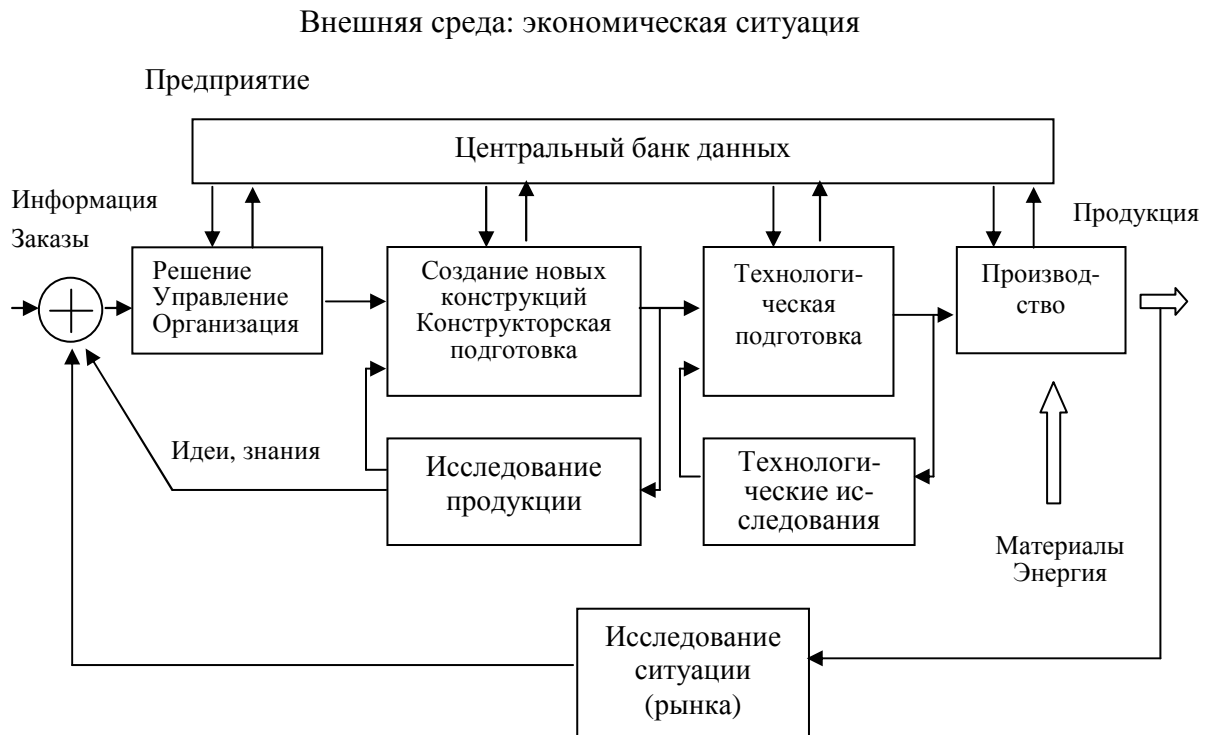 Внешняя среда: экономическая ситуация
Предприятие
Центральный банк данных
Информация
Заказы
Продукция
Решение
Управление
Организация
Создание новых
конструкций
Конструкторская
подготовка
Технологи-
ческая
подготовка
Производ-
ство
Идеи, знания
Исследование
продукции
Технологи-
ческие ис-
следования
Материалы
Энергия
Исследование
ситуации
(рынка)